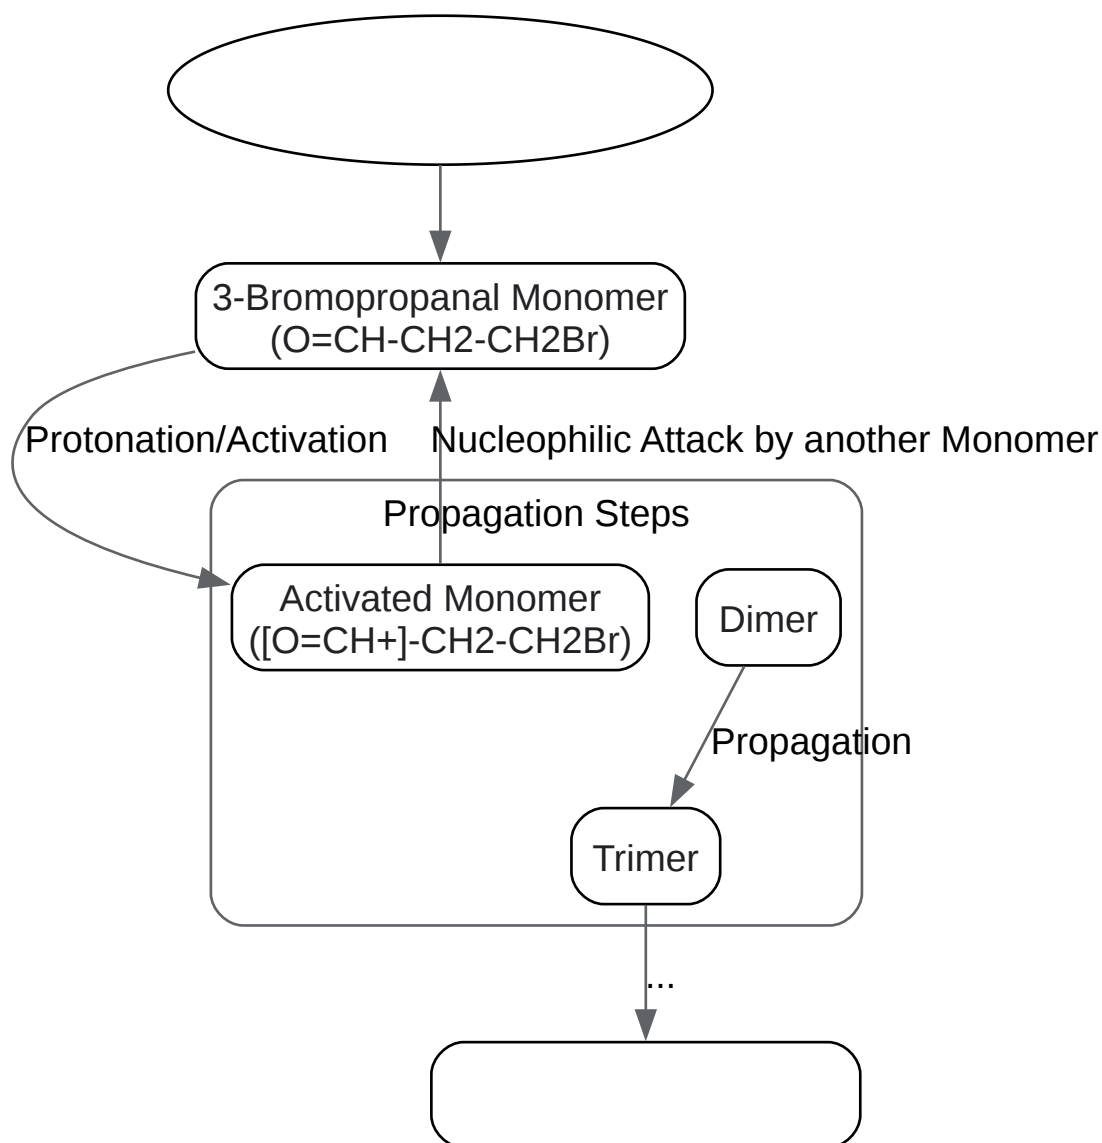 3-Bromopropanal Monomer
(O=CH-CH2-CH2Br)
Protonation/Activation
Nucleophilic Attack by another Monomer
Propagation Steps
Activated Monomer
([O=CH+]-CH2-CH2Br)
Dimer
Propagation
Trimer
...